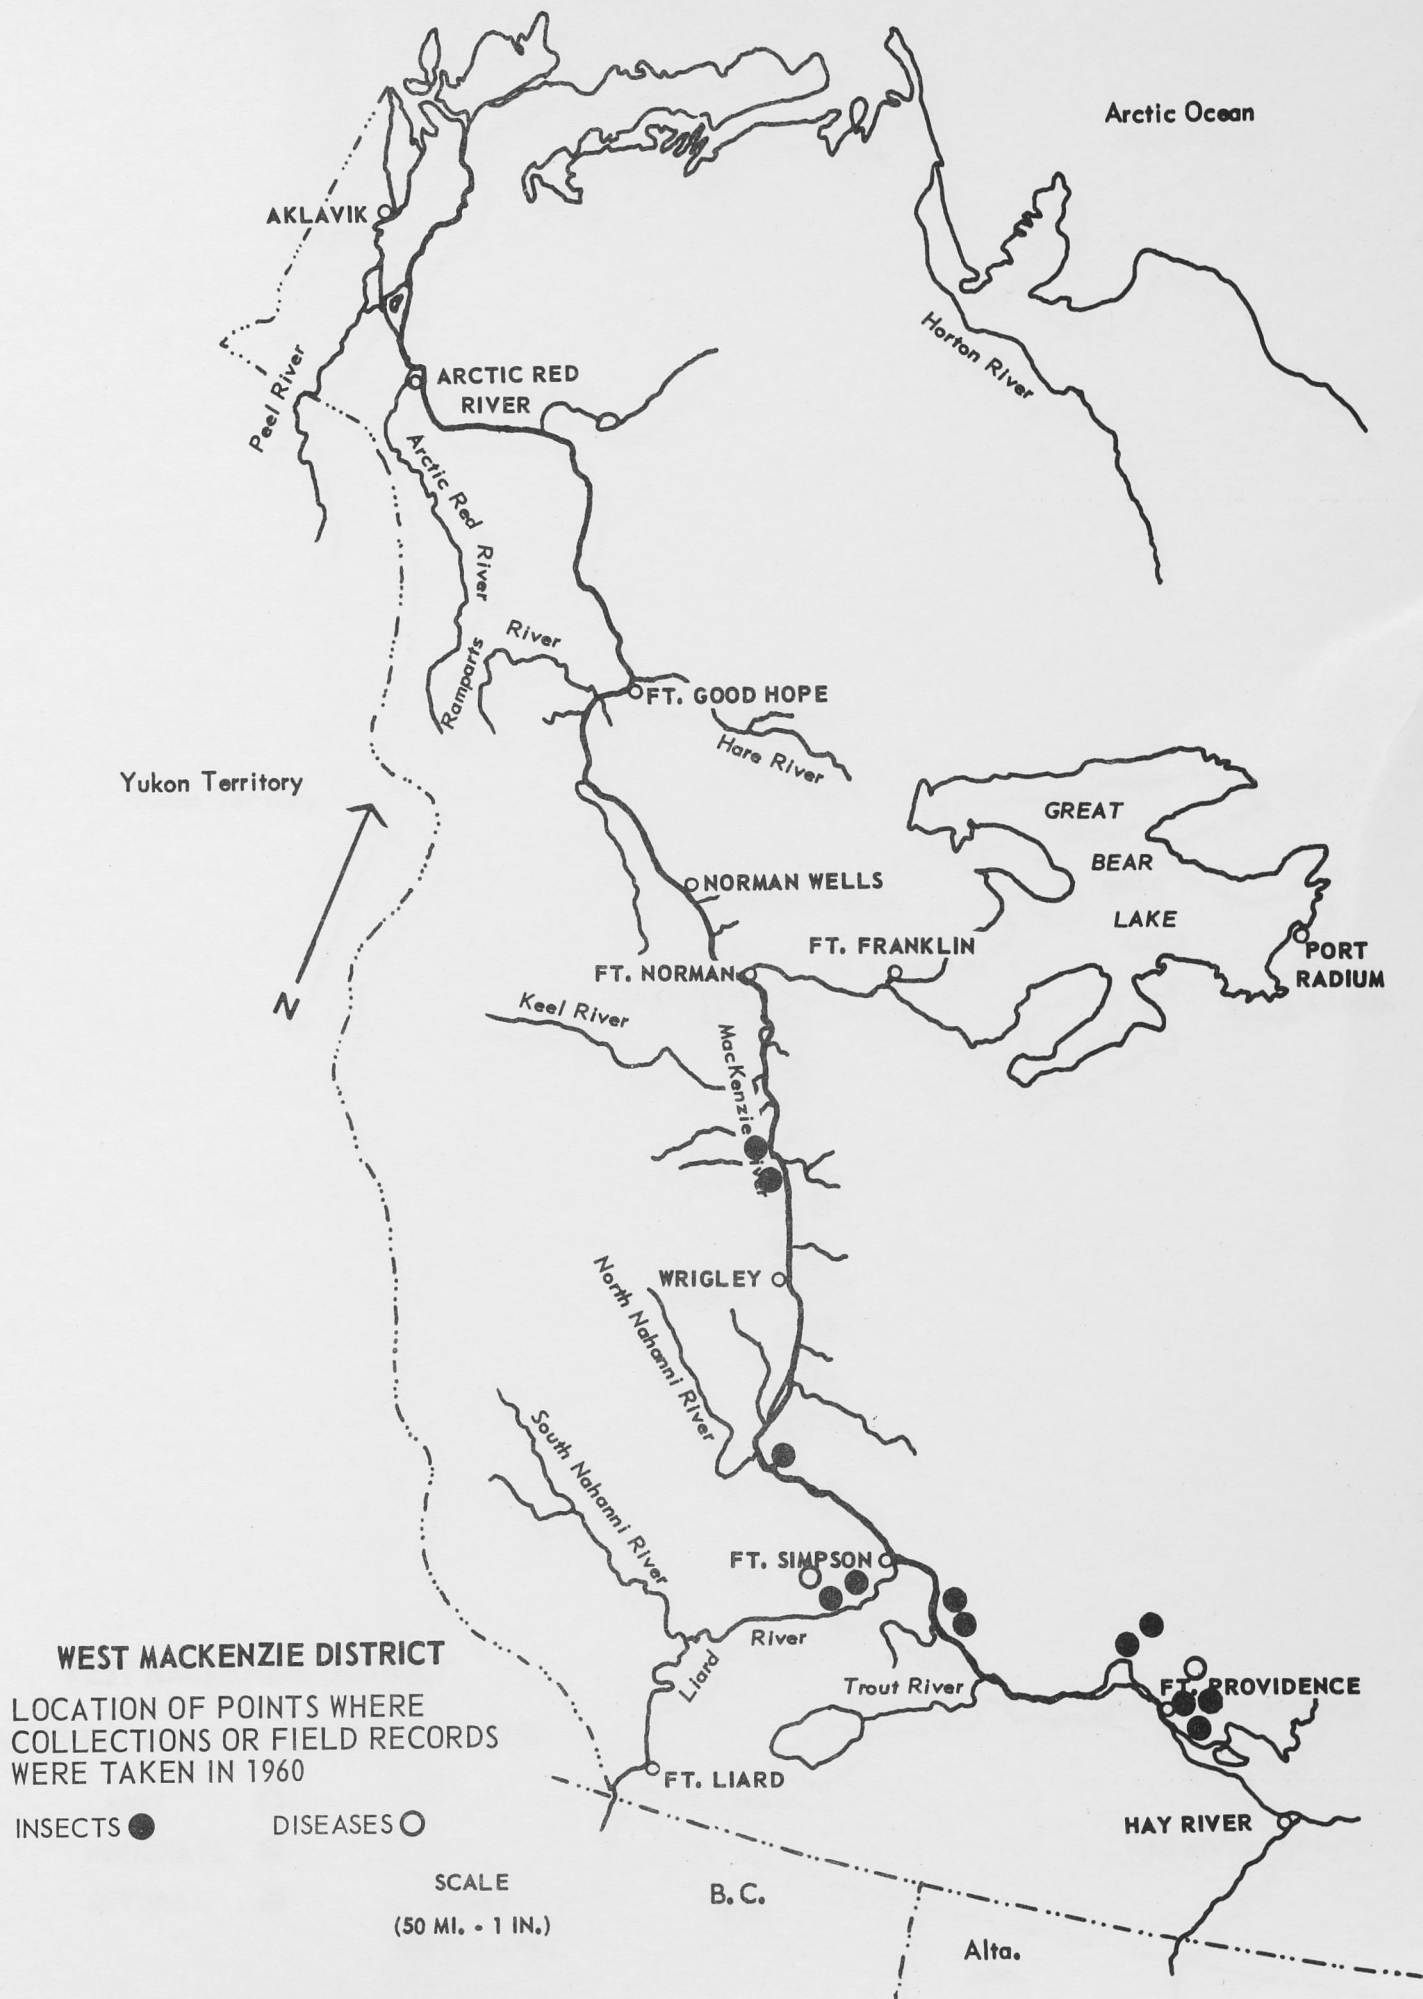 Arctic Ocean
AKLAVIK
Horton River
Peel River
ARCTIC RED
RIVER
Arctic Red River
Ramparts River
FT. GOOD HOPE
Hare River
Yukon Territory
GREAT
BEAR
LAKE
NORMAN WELLS
FT. FRANKLIN
PORT
RADIUM
FT. NORMAN
N
Keel River
MacKenzie River
WRIGLEY
North Nahanni River
South Nahanni River
FT. SIMPSON
Liard River
Trout River
FT. PROVIDENCE
FT. LIARD
HAY RIVER
WEST MACKENZIE DISTRICT
LOCATION OF POINTS WHERE
COLLECTIONS OR FIELD RECORDS
WERE TAKEN IN 1960
INSECTS DISEASES
SCALE
(50 MI. - 1 IN.)
B.C.
Alta.